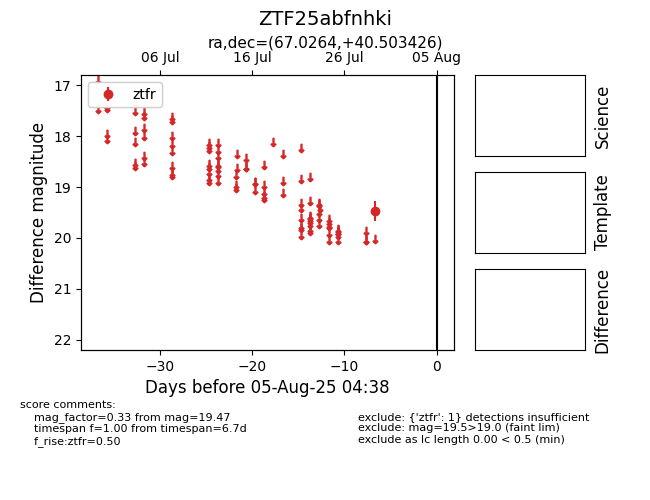 ZTF25abfnhki
ra,dec=(67.0264,+40.503426)
06 Jul 16 Jul 26 Jul 05 Aug
ztfr
17
18
19
20
21
22
Difference magnitude
−30 −20 −10 0
Days before 05-Aug-25 04:38
Science
Template
Difference
score comments:
mag_factor=0.33 from mag=19.47
timespan f=1.00 from timespan=6.7d
f_rise:ztfr=0.50
exclude: {'ztfr': 1} detections insufficient
exclude: mag=19.5>19.0 (faint lim)
exclude as lc length 0.00 < 0.5 (min)